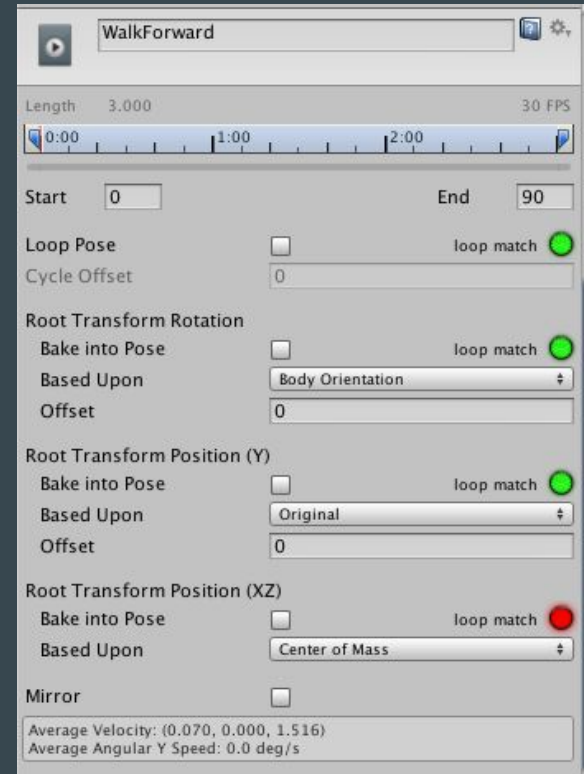 WalkForward
Length 3.000 30 FPS
0:00 1:00 2:00
Start 0 End 90
Loop Pose loop match
Cycle Offset 0
Root Transform Rotation
Bake into Pose loop match
Based Upon Body Orientation
Offset 0
Root Transform Position (Y)
Bake into Pose loop match
Based Upon Original
Offset 0
Root Transform Position (XZ)
Bake into Pose loop match
Based Upon Center of Mass
Mirror
Average Velocity: (0.070, 0.000, 1.516)
Average Angular Y Speed: 0.0 deg/s